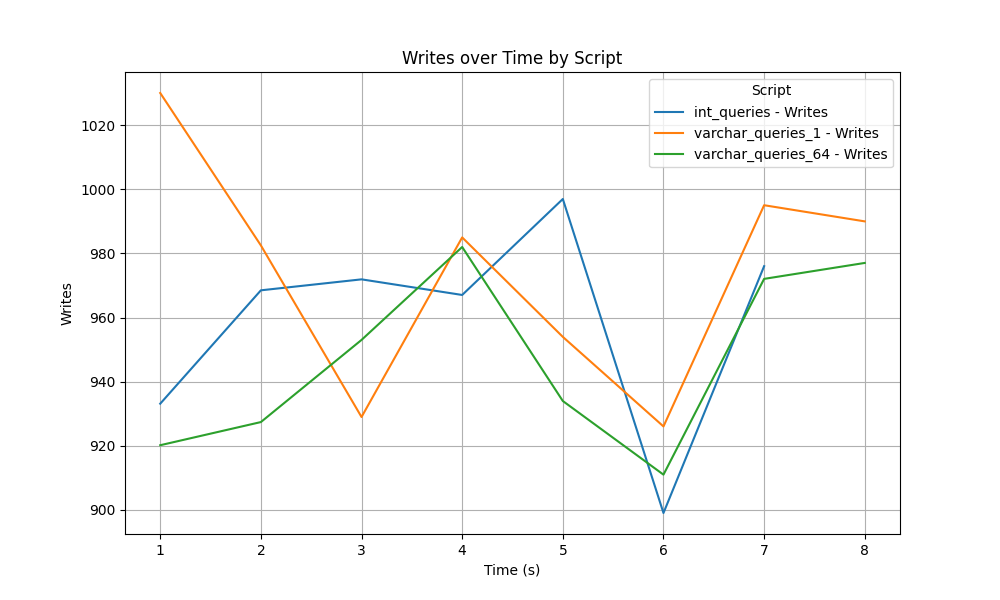 Writes over Time by Script
Script
int_queries - Writes
varchar_queries_1 - Writes
varchar_queries_64 - Writes
Writes
1020
1000
980
960
940
920
900
1 2 3 4 5 6 7 8
Time (s)